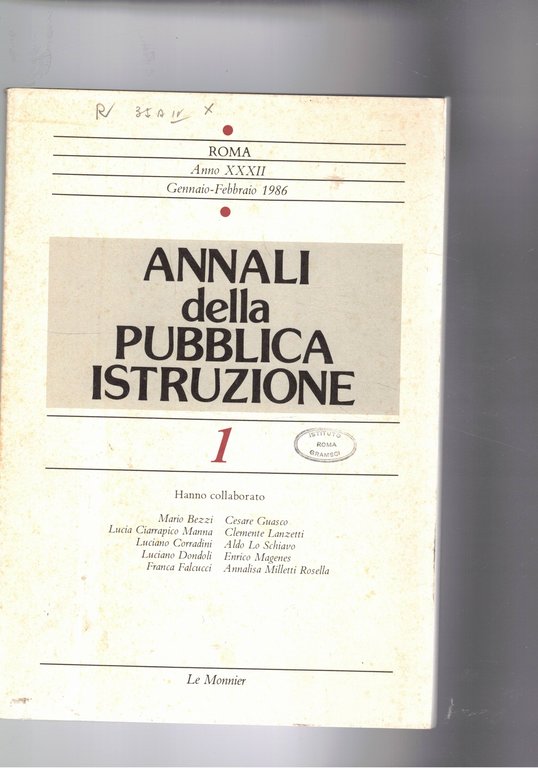 R 35 A IV X
ROMA
Anno XXXII
Gennaio-Febbraio 1986
ANNALI
della
PUBBLICA
ISTRUZIONE
1
ISTITUTO
ROMA
GRAMSCI
Hanno collaborato
Mario Bezzi Cesare Guasco
Lucia Ciarrapico Manna Clemente Lanzetti
Luciano Corradini Aldo Lo Schiavo
Luciano Dondoli Enrico Magenes
Franca Falcucci Annalisa Milletti Rosella
Le Monnier